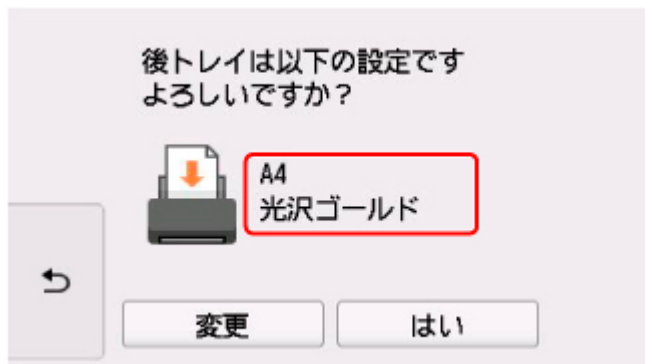 後トレイは以下の設定です
よろしいですか？
A4
光沢ゴールド
変更
はい